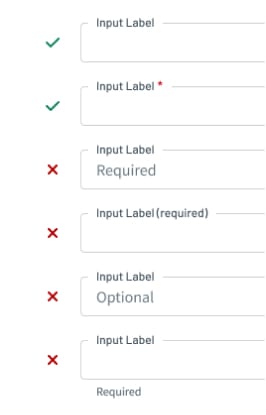 Input Label
Input Label *
Input Label
Required
Input Label(required)
Input Label
Optional
Input Label
Required